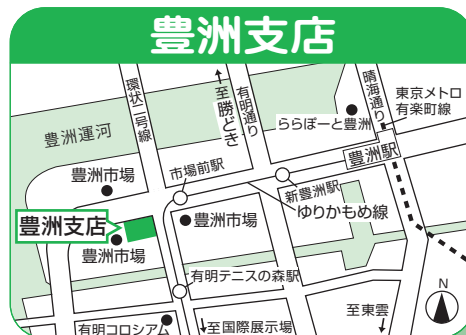 豊洲支店
環状二号線
↑至勝どき
有明通り
晴海通り
東京メトロ
有楽町線
ららぽーと豊洲
豊洲運河
豊洲駅
市場前駅
豊洲市場
新豊洲駅
ゆりかもめ線
豊洲支店
豊洲市場
豊洲市場
有明テニスの森駅
N
有明コロシアム
↓至国際展示場
至東雲
↓